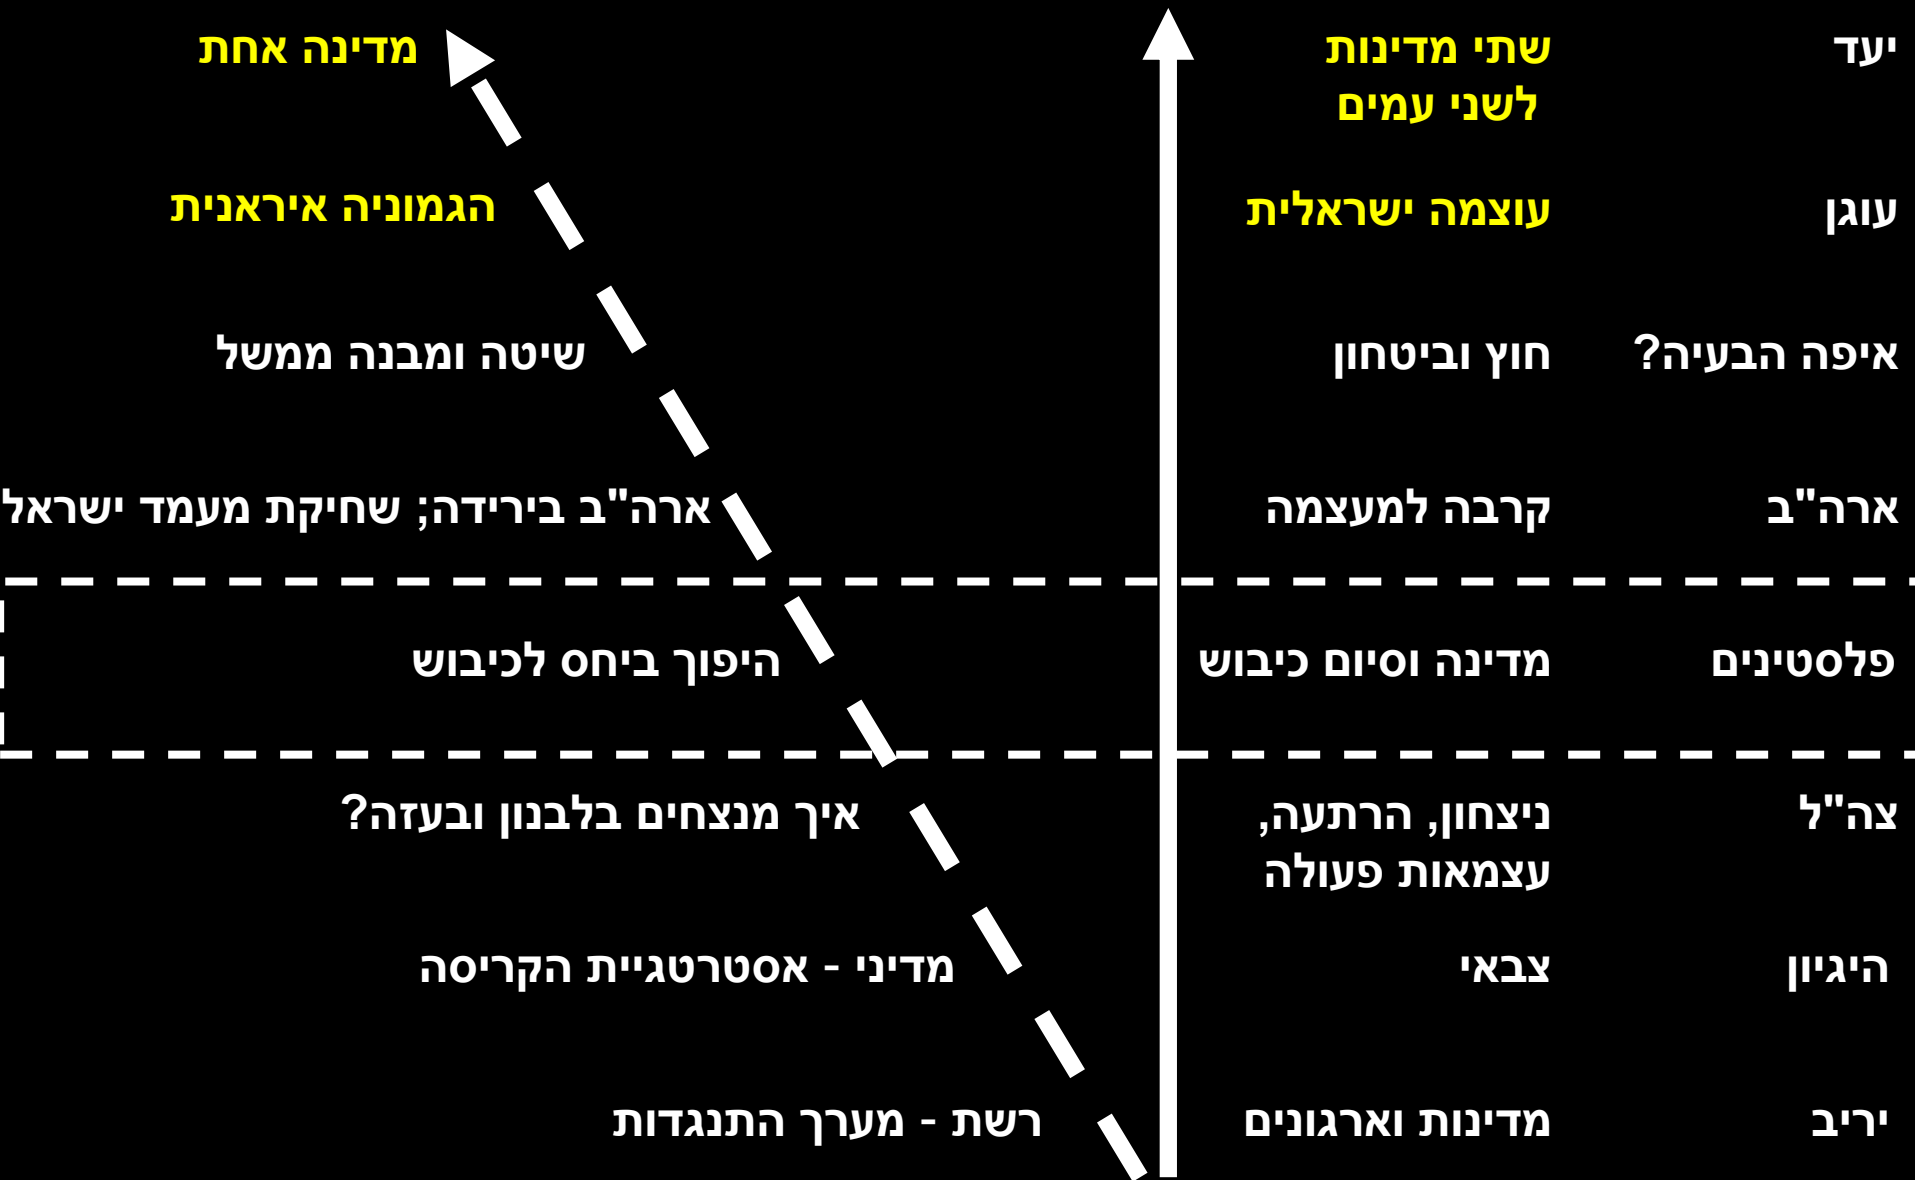 יעד
שתי מדינות
לשני עמים
מדינה אחת
עוגן
עוצמה ישראלית
הגמוניה איראנית
איפה הבעיה?
חוץ וביטחון
שיטה ומבנה ממשל
ארה"ב
קרבה למעצמה
ארה"ב בירידה; שחיקת מעמד ישראל
פלסטינים
מדינה וסיום כיבוש
היפוך ביחס לכיבוש
צה"ל
ניצחון, הרתעה,
עצמאות פעולה
איך מנצחים בלבנון ובעזה?
היגיון
צבאי
מדיני - אסטרטגיית הקריסה
יריב
מדינות וארגונים
רשת - מערך התנגדות